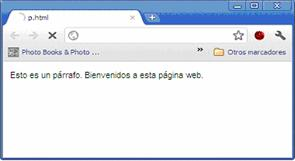 p.html
Photo Books & Photo ...
Otros marcadores
Esto es un párrafo. Bienvenidos a esta página web.